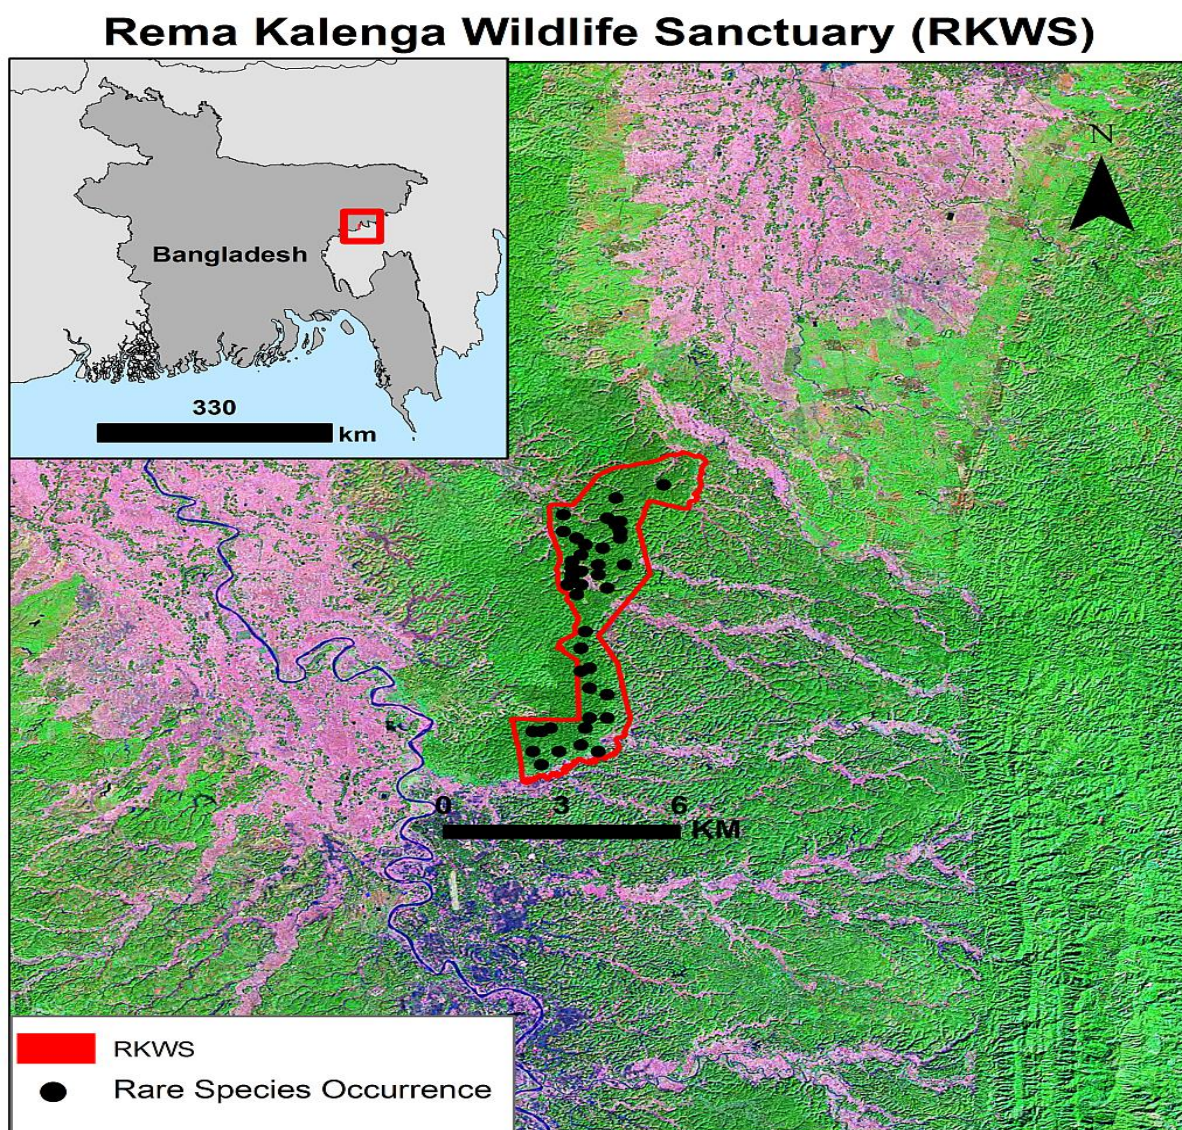 Rema Kalenga Wildlife Sanctuary (RKWS)
N
Bangladesh
330
km
0 3 6
KM
RKWS
Rare Species Occurrence